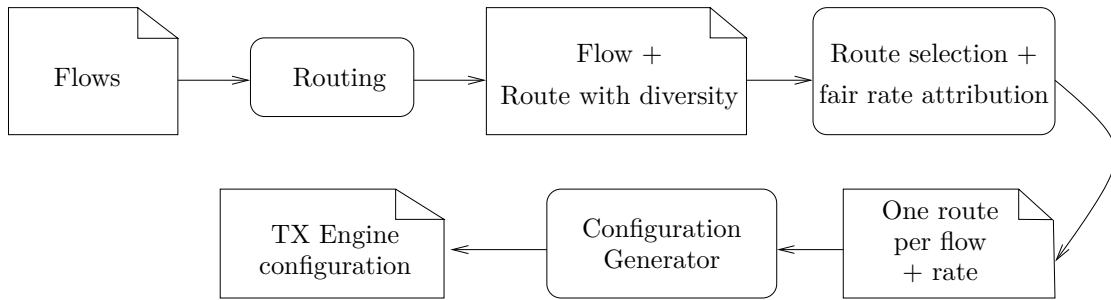 Flows
Routing
Flow +
Route with diversity
Route selection +
fair rate attribution
One route
per flow
+ rate
Configuration
Generator
TX Engine
configuration